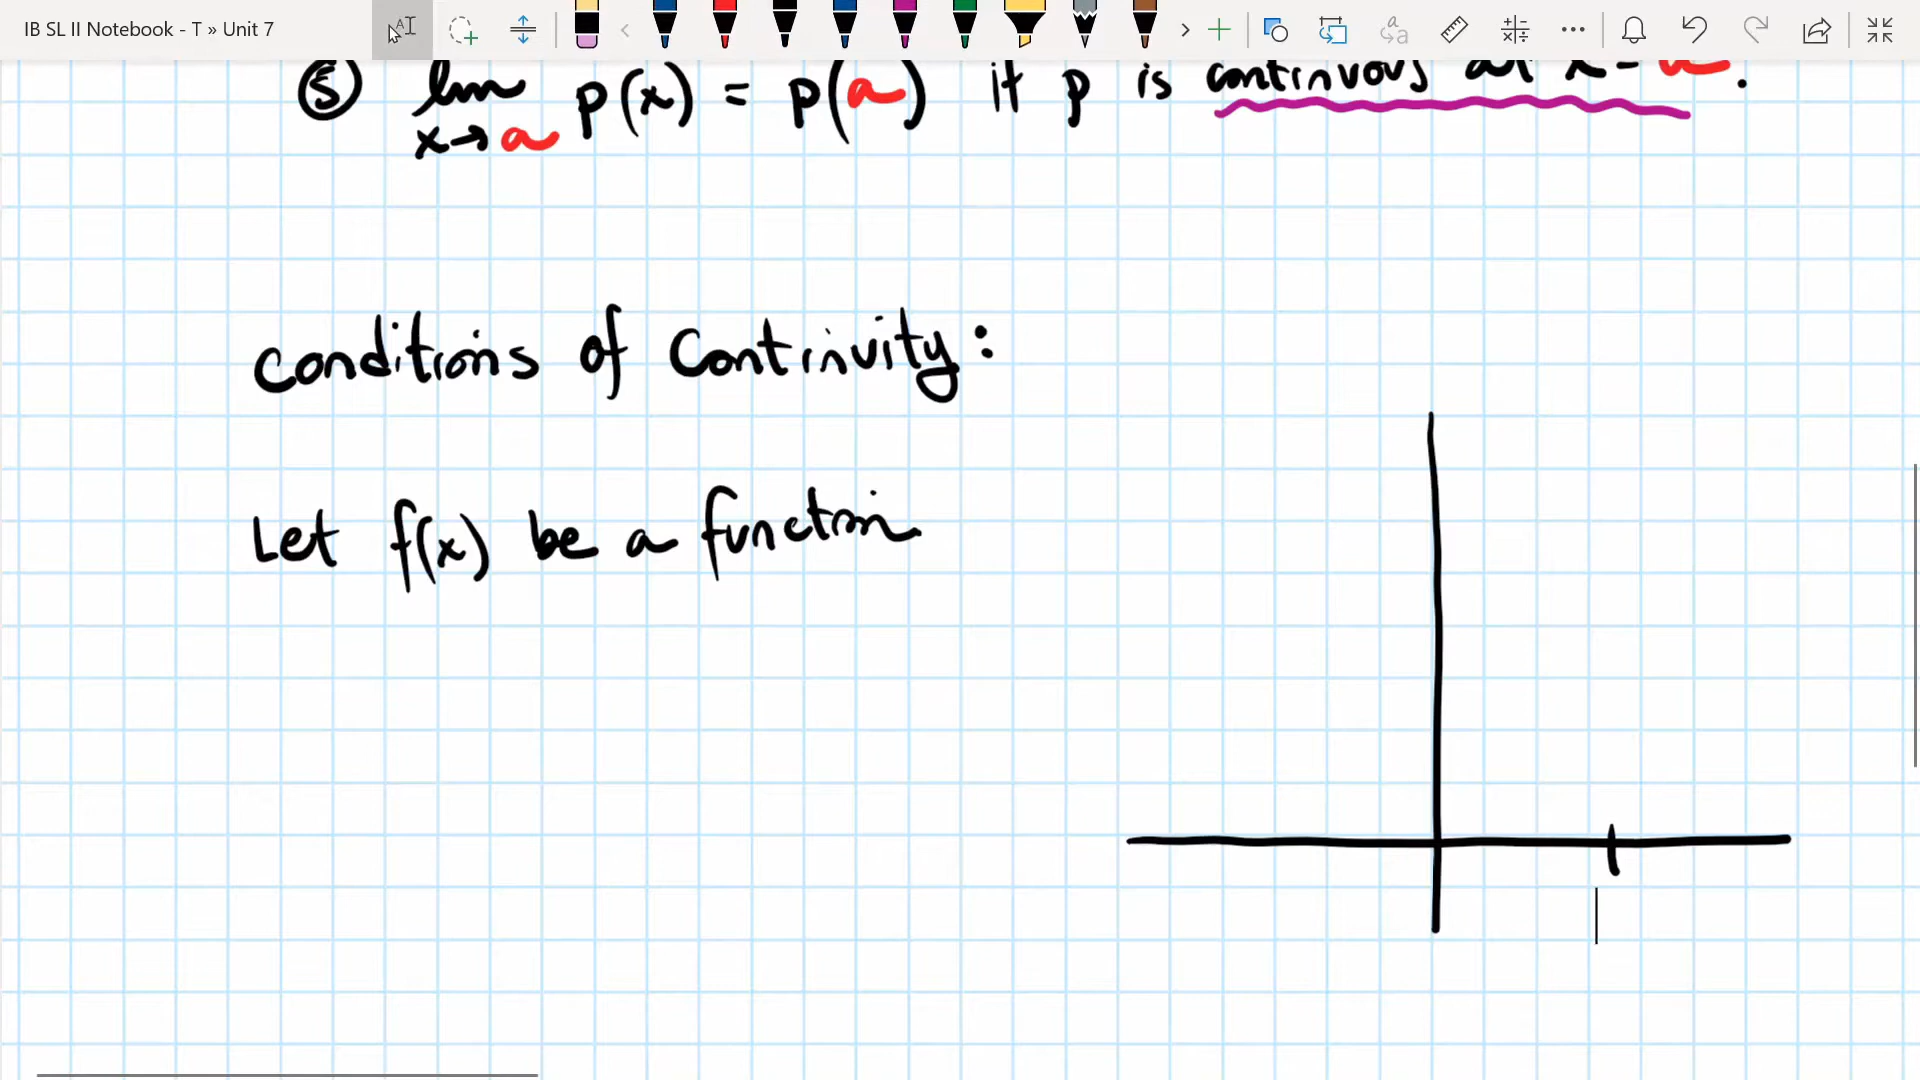 IB SL II Notebook - T » Unit 7
⑤ lim x→a p(x) = p(a) if p is continuous at x = a.
Conditions of Continuity:
Let f(x) be a function